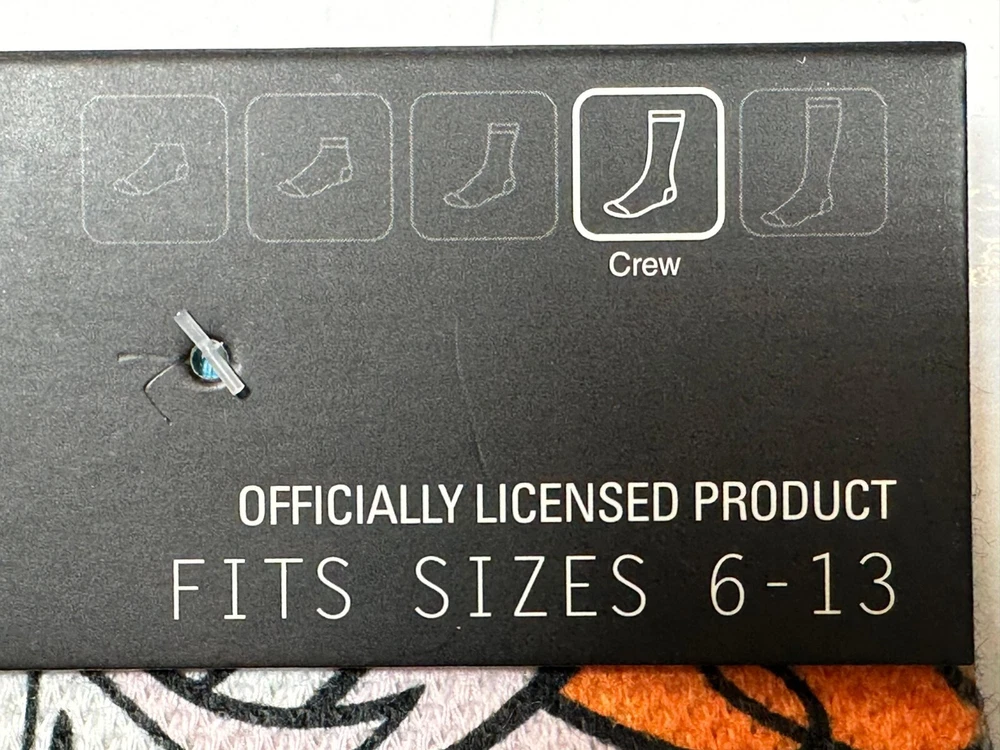 Crew
OFFICIALLY LICENSED PRODUCT
FITS SIZES 6-13